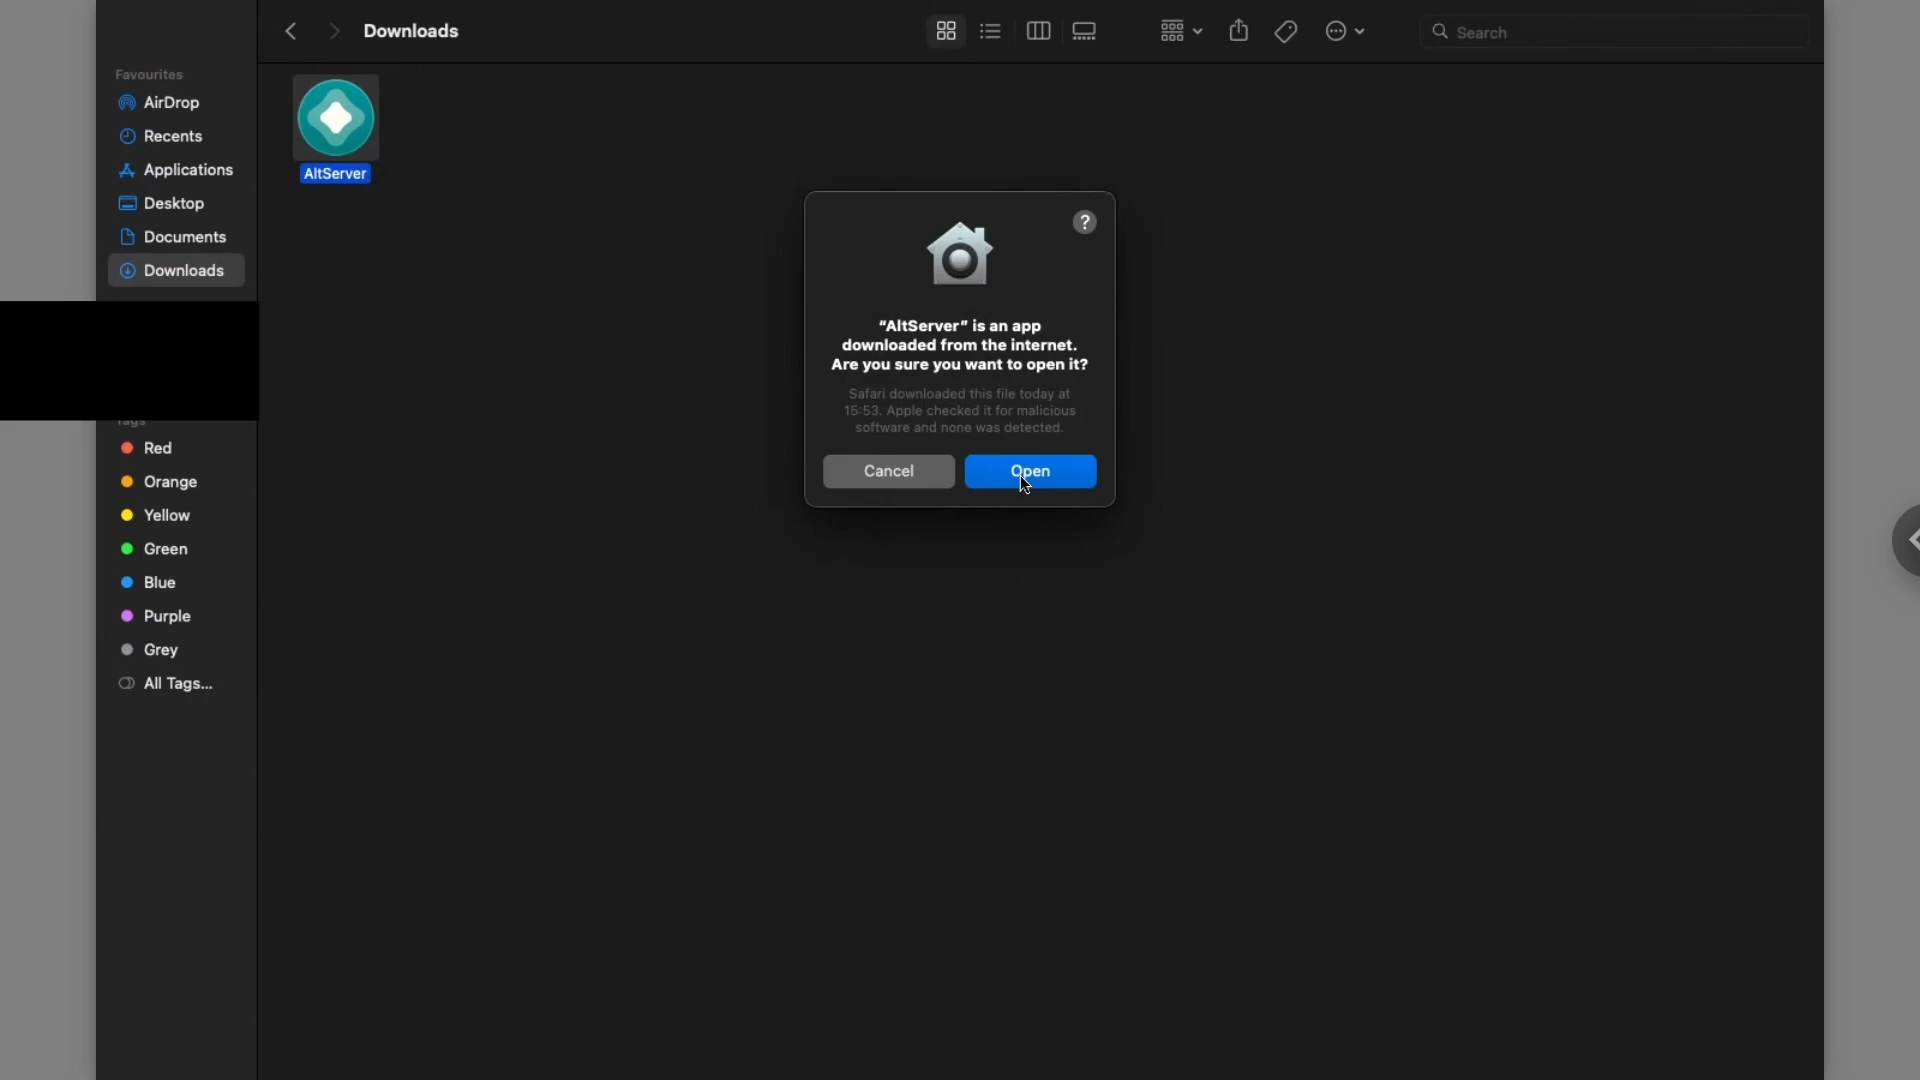 Downloads
Search
Favourites
AirDrop
Recents
Applications
Desktop
Documents
Downloads
Tags
Red
Orange
Yellow
Green
Blue
Purple
Grey
All Tags...
AltServer
?
“AltServer” is an app
downloaded from the internet.
Are you sure you want to open it?
Safari downloaded this file today at
15:53. Apple checked it for malicious
software and none was detected.
Cancel
Open